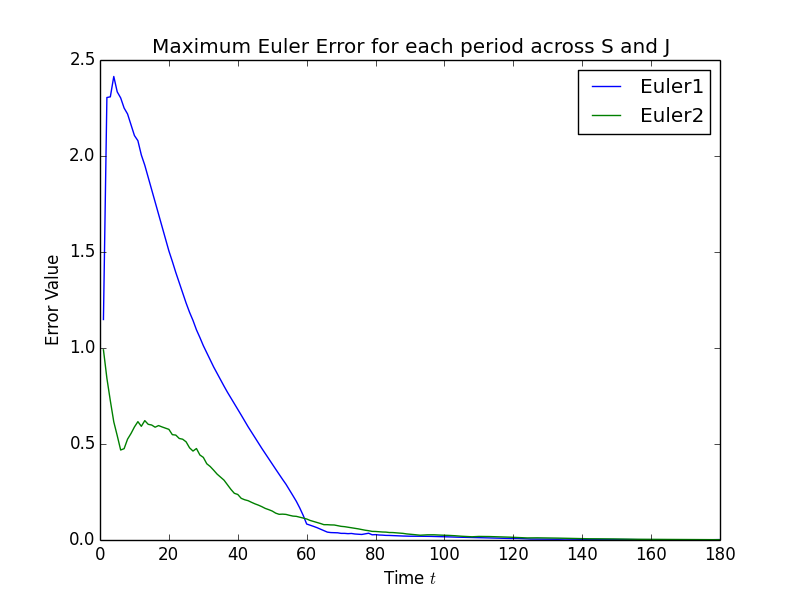 Maximum Euler Error for each period across S and J
2.5
2.0
1.5
1.0
0.5
0.0
Error Value
Euler1
Euler2
0 20 40 60 80 100 120 140 160 180
Time t